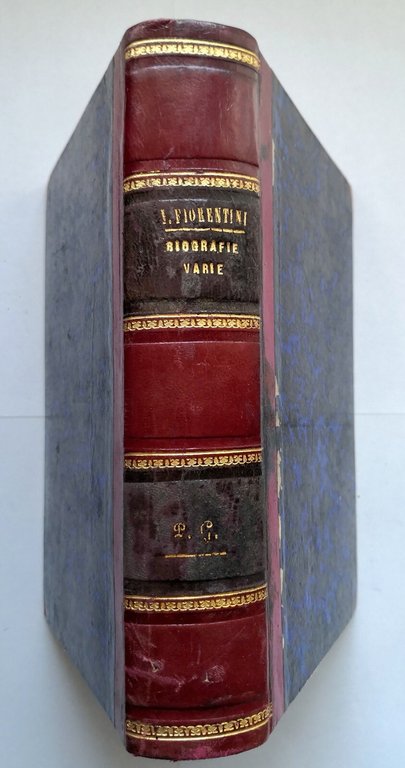 I. FIORENTINI
BIOGRAFIE
VARIE
P. G.